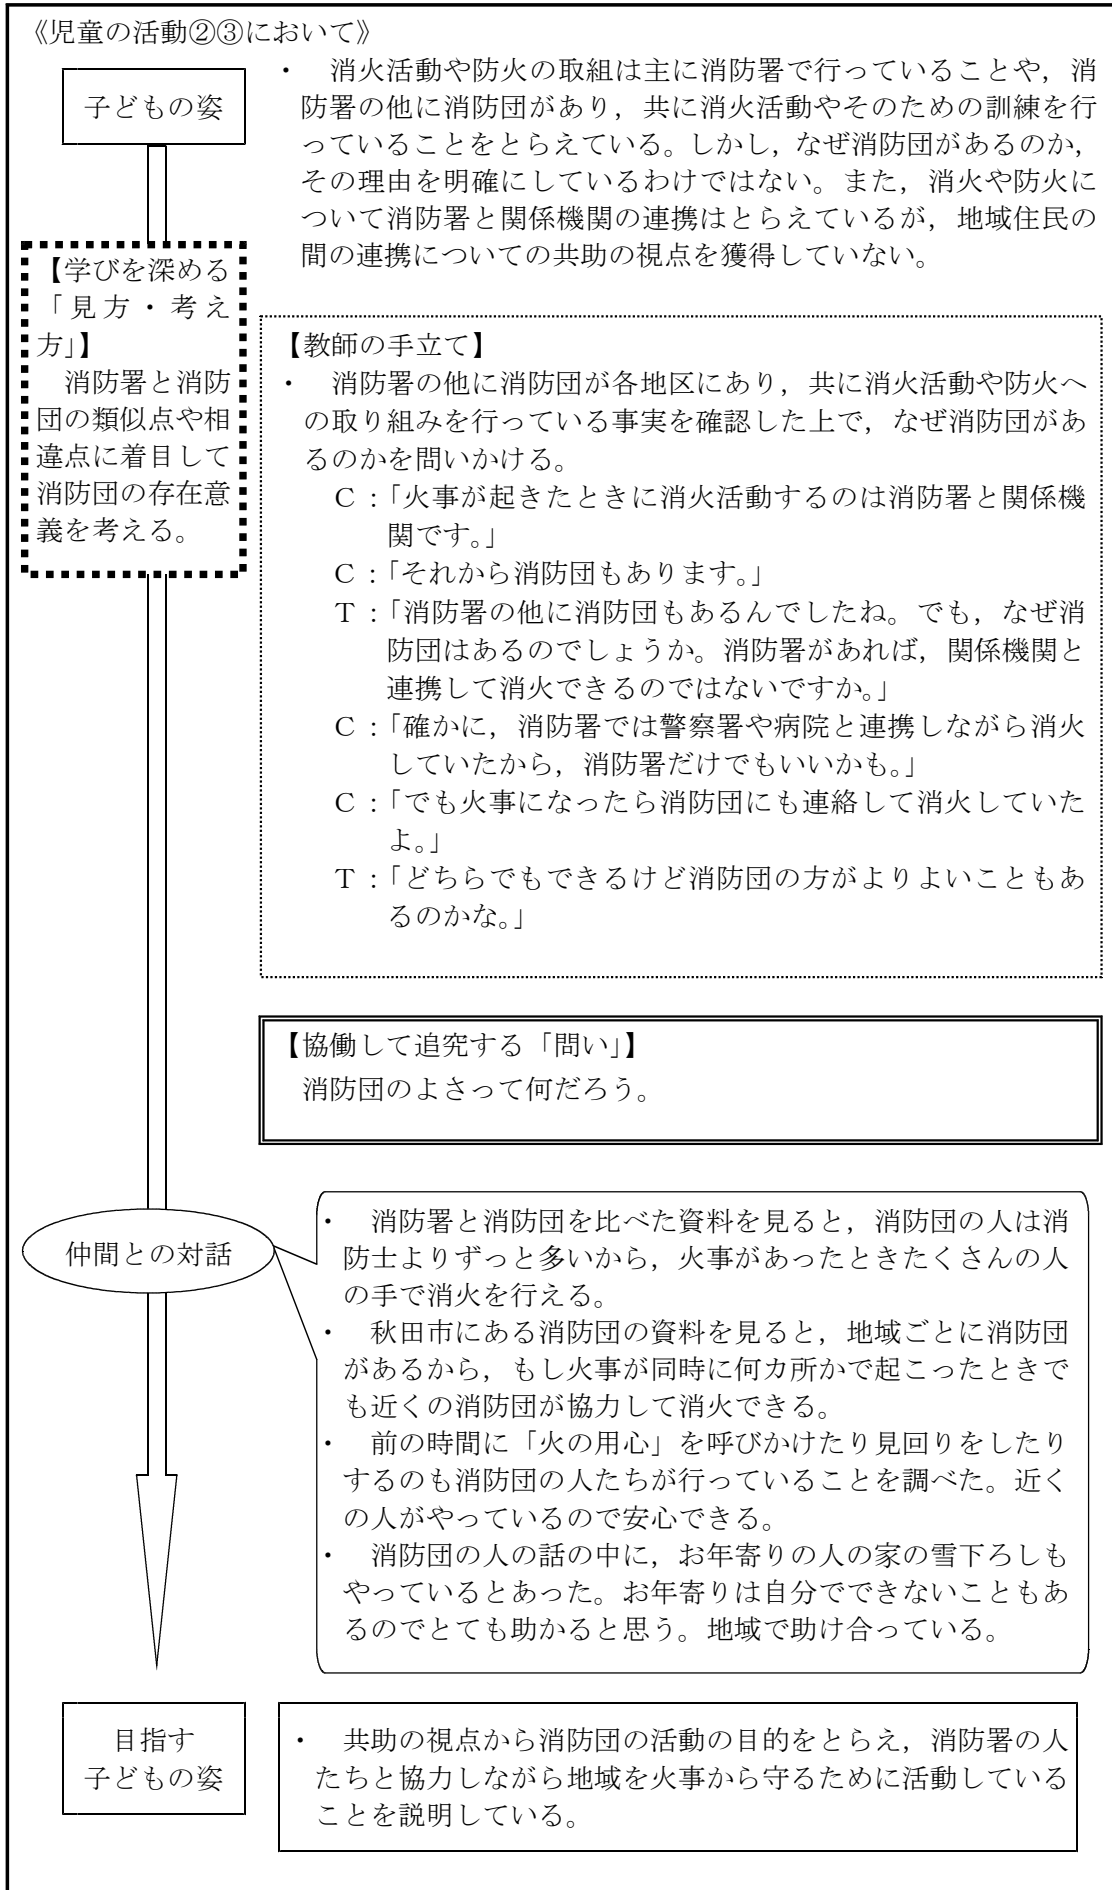 《児童の活動②③において》
子どもの姿
・　消火活動や防火の取組は主に消防署で行っていることや，消
防署の他に消防団があり，共に消火活動やそのための訓練を行
っていることをとらえている。しかし，なぜ消防団があるのか，
その理由を明確にしているわけではない。また，消火や防火に
ついて消防署と関係機関の連携はとらえているが，地域住民の
間の連携についての共助の視点を獲得していない。
【学びを深める
「見方・考え
方」】
消防署と消防
団の類似点や相
違点に着目して
消防団の存在意
義を考える。
【教師の手立て】
・　消防署の他に消防団が各地区にあり，共に消火活動や防火へ
の取り組みを行っている事実を確認した上で，なぜ消防団があ
るのかを問いかける。
C：「火事が起きたときに消火活動するのは消防署と関係機
関です。」
C：「それから消防団もあります。」
T：「消防署の他に消防団もあるんでしたね。でも，なぜ消
防団はあるのでしょうか。消防署があれば，関係機関と
連携して消火できるのではないですか。」
C：「確かに，消防署では警察署や病院と連携しながら消火
していたから，消防署だけでもいいかも。」
C：「でも火事になったら消防団にも連絡して消火していた
よ。」
T：「どちらでもできるけど消防団の方がよりよいこともあ
るのかな。」
【協働して追究する「問い」】
消防団のよさって何だろう。
仲間との対話
・　消防署と消防団を比べた資料を見ると，消防団の人は消
防士よりずっと多いから，火事があったときたくさんの人
の手で消火を行える。
・　秋田市にある消防団の資料を見ると，地域ごとに消防団
があるから，もし火事が同時に何カ所かで起こったときで
も近くの消防団が協力して消火できる。
・　前の時間に「火の用心」を呼びかけたり見回りをしたり
するのも消防団の人たちが行っていることを調べた。近く
の人がやっているので安心できる。
・　消防団の人の話の中に，お年寄りの人の家の雪下ろしも
やっているとあった。お年寄りは自分でできないこともあ
るのでとても助かると思う。地域で助け合っている。
目指す
子どもの姿
・　共助の視点から消防団の活動の目的をとらえ，消防署の人
たちと協力しながら地域を火事から守るために活動している
ことを説明している。